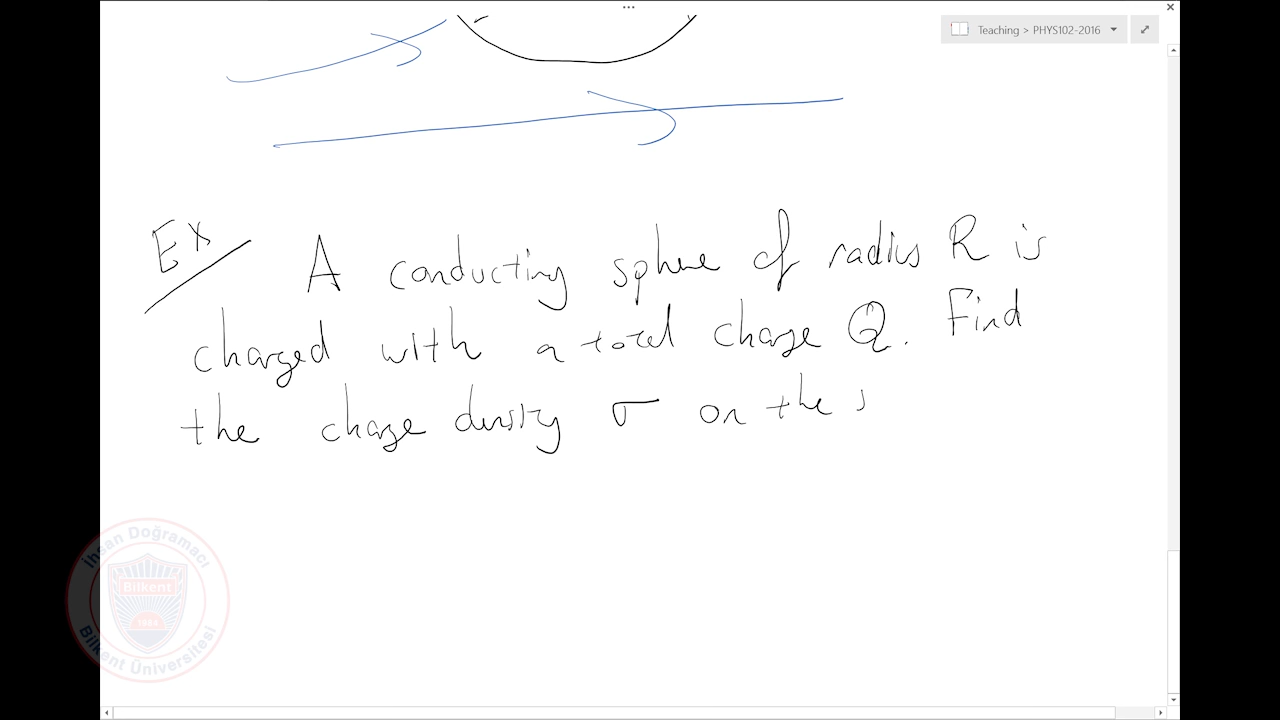 Teaching > PHYS102-2016
Ex A conducting sphere of radius R is
charged with a total charge Q. Find
the charge density σ on the s
İhsan Doğramacı
Bilkent
1984
Bilkent Üniversitesi